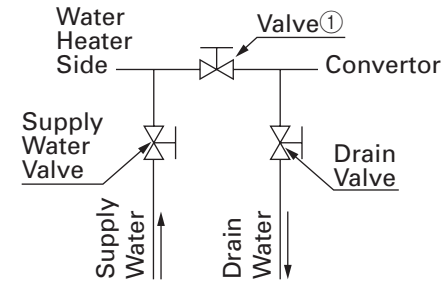 Water
Heater
Side
Valve①
Convertor
Supply
Water
Valve
Drain
Valve
Supply
Water
Drain
Water